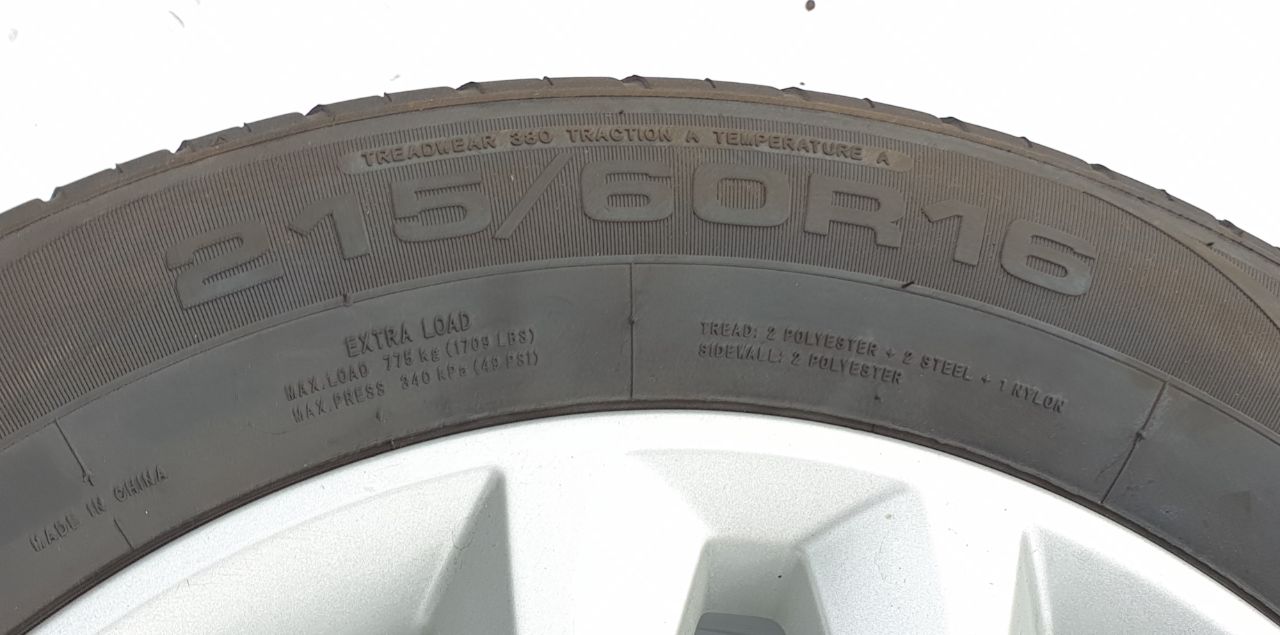 TREADWEAR 380 TRACTION A TEMPERATURE A
215/60R16
EXTRA LOAD
MAX.LOAD 775 Kg (1709 LBS)
MAX.PRESS 340 KPa (49 PSI)
TREAD: 2 POLYESTER + 2 STEEL + 1 NYLON
SIDEWALL: 2 POLYESTER
MADE IN CHINA